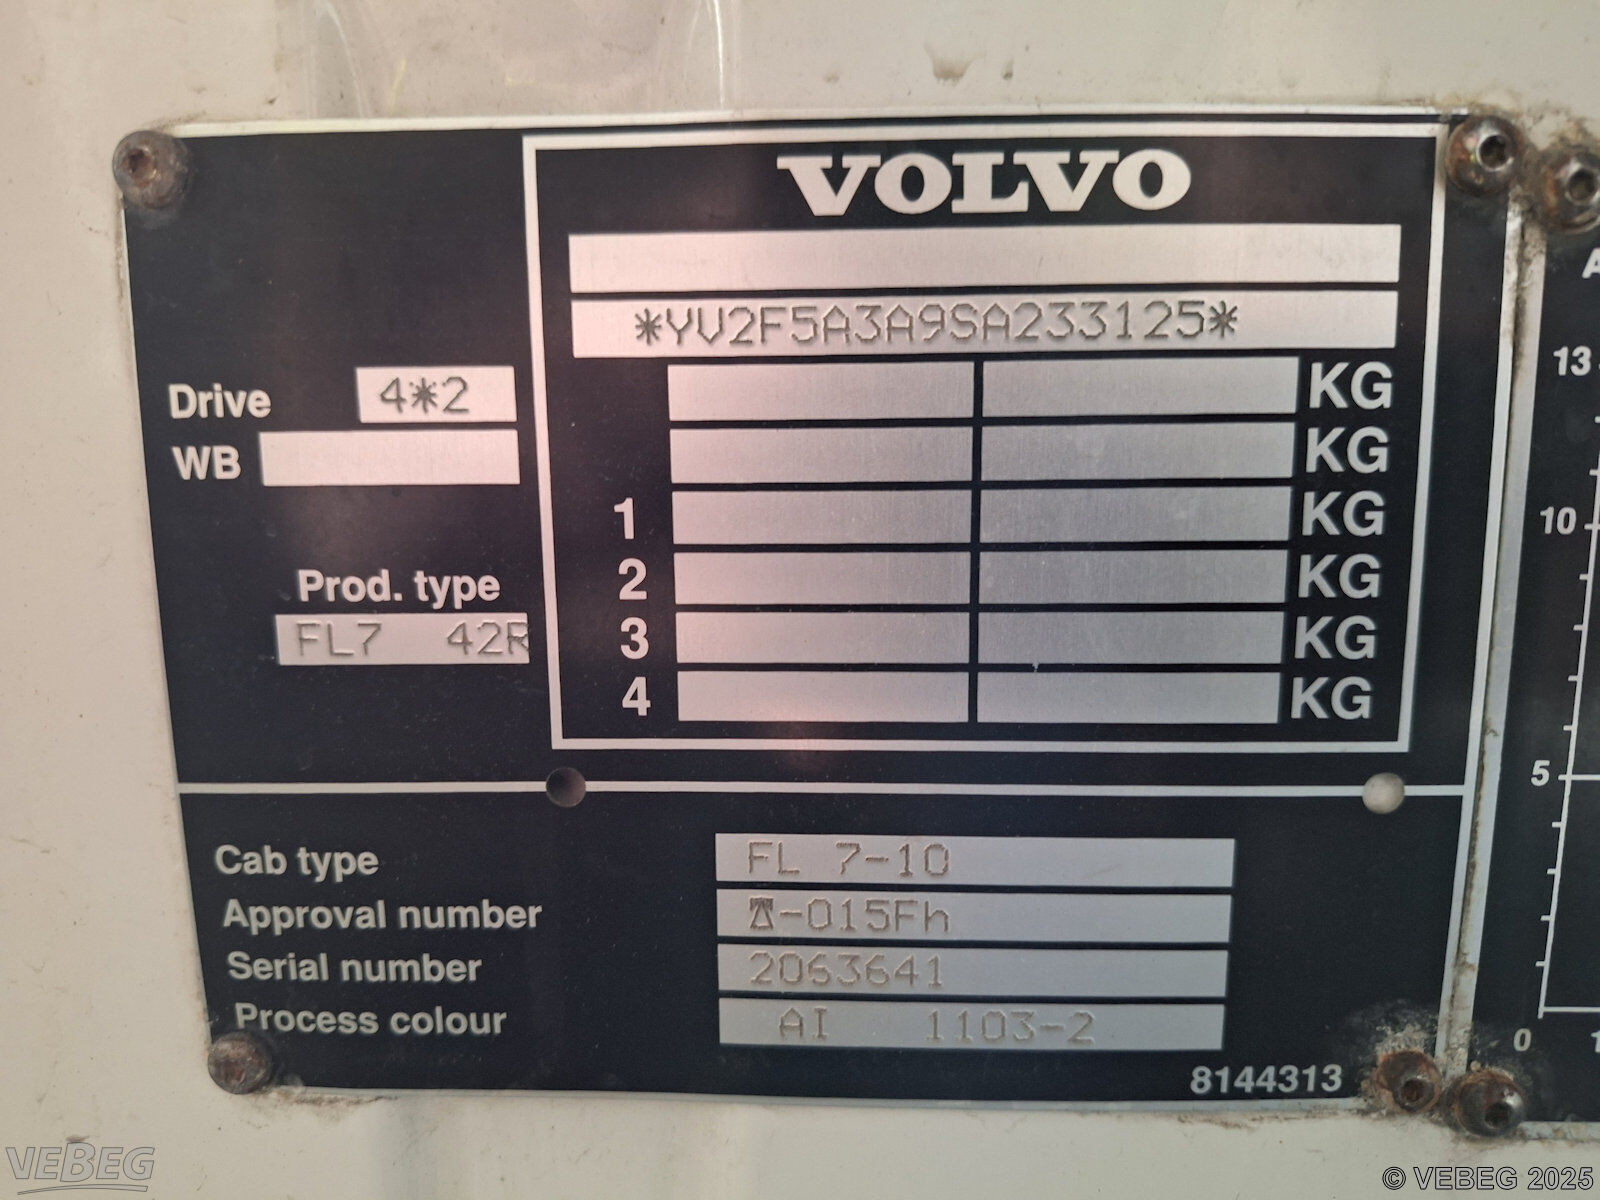 VOLVO
*YV2F5A3A9SA233125*
Drive 4*2
WB
KG
KG
1 KG
2 KG
3 KG
4 KG
Prod. type
FL7 42R
Cab type FL 7-10
Approval number -015Fh
Serial number 2063641
Process colour AI 1103-2
8144313
A
13
10
5
0
1
VEBEG
© VEBEG 2025